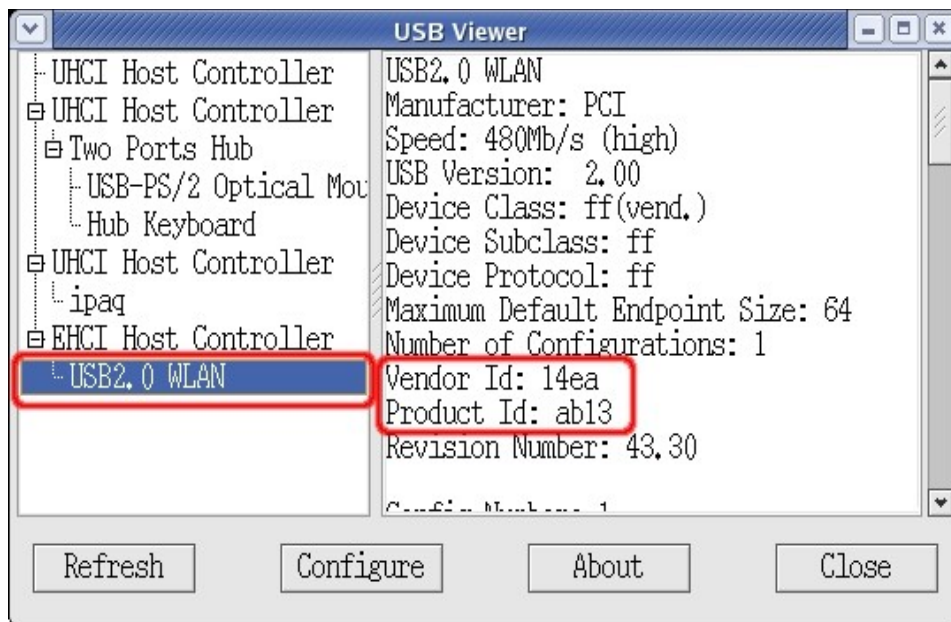 USB Viewer
UHCI Host Controller
UHCI Host Controller
Two Ports Hub
USB-PS/2 Optical Mou
Hub Keyboard
UHCI Host Controller
ipaq
EHCI Host Controller
USB2.0 WLAN
USB2.0 WLAN
Manufacturer: PCI
Speed: 480Mb/s (high)
USB Version:  2.00
Device Class: ff(vend.)
Device Subclass: ff
Device Protocol: ff
Maximum Default Endpoint Size: 64
Number of Configurations: 1
Vendor Id: 14ea
Product Id: ab13
Revision Number: 43.30
Refresh
Configure
About
Close